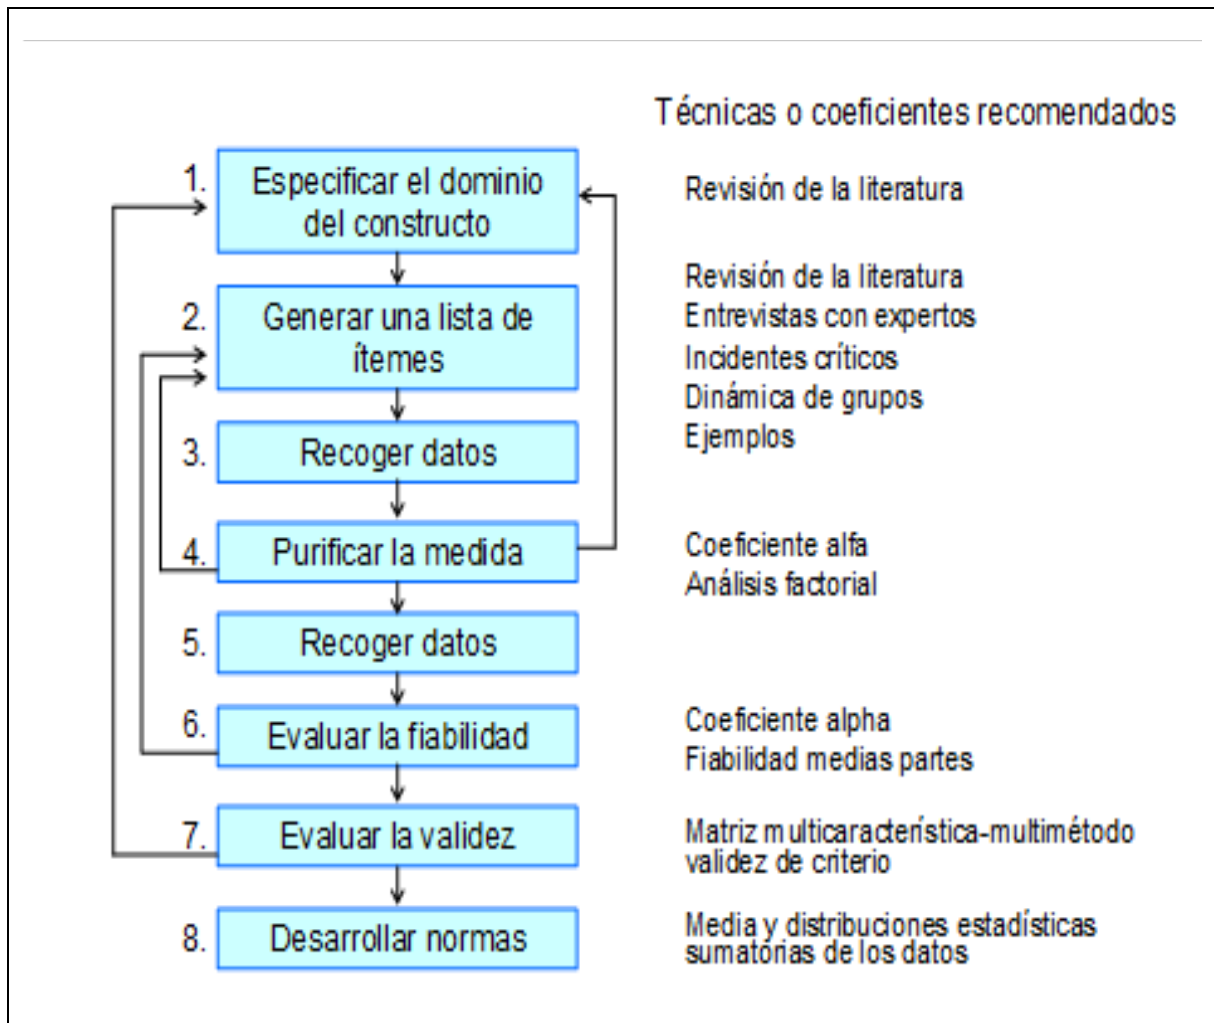 Técnicas o coeficientes recomendados
1. Especificar el dominio
del constructo
Revisión de la literatura
2. Generar una lista de
ítemes
Revisión de la literatura
Entrevistas con expertos
Incidentes críticos
Dinámica de grupos
Ejemplos
3. Recoger datos
4. Purificar la medida
Coeficiente alfa
Análisis factorial
5. Recoger datos
6. Evaluar la fiabilidad
Coeficiente alpha
Fiabilidad medias partes
7. Evaluar la validez
Matriz multicaracterística-multimétodo
validez de criterio
8. Desarrollar normas
Media y distribuciones estadísticas
sumatórias de los datos